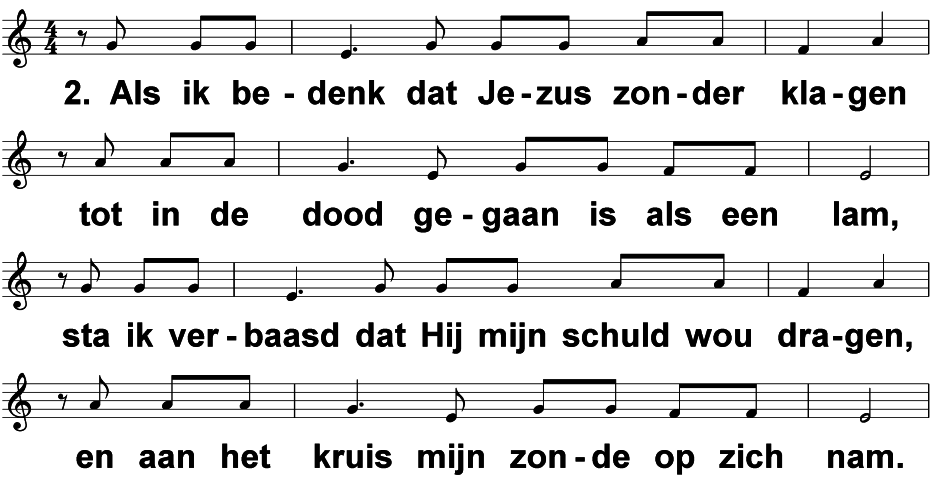 2. Als ik be - denk dat Je - zus zon - der kla - gen
tot in de dood ge - gaan is als een lam,
sta ik ver - baasd dat Hij mijn schuld wou dra - gen,
en aan het kruis mijn zon - de op zich nam.